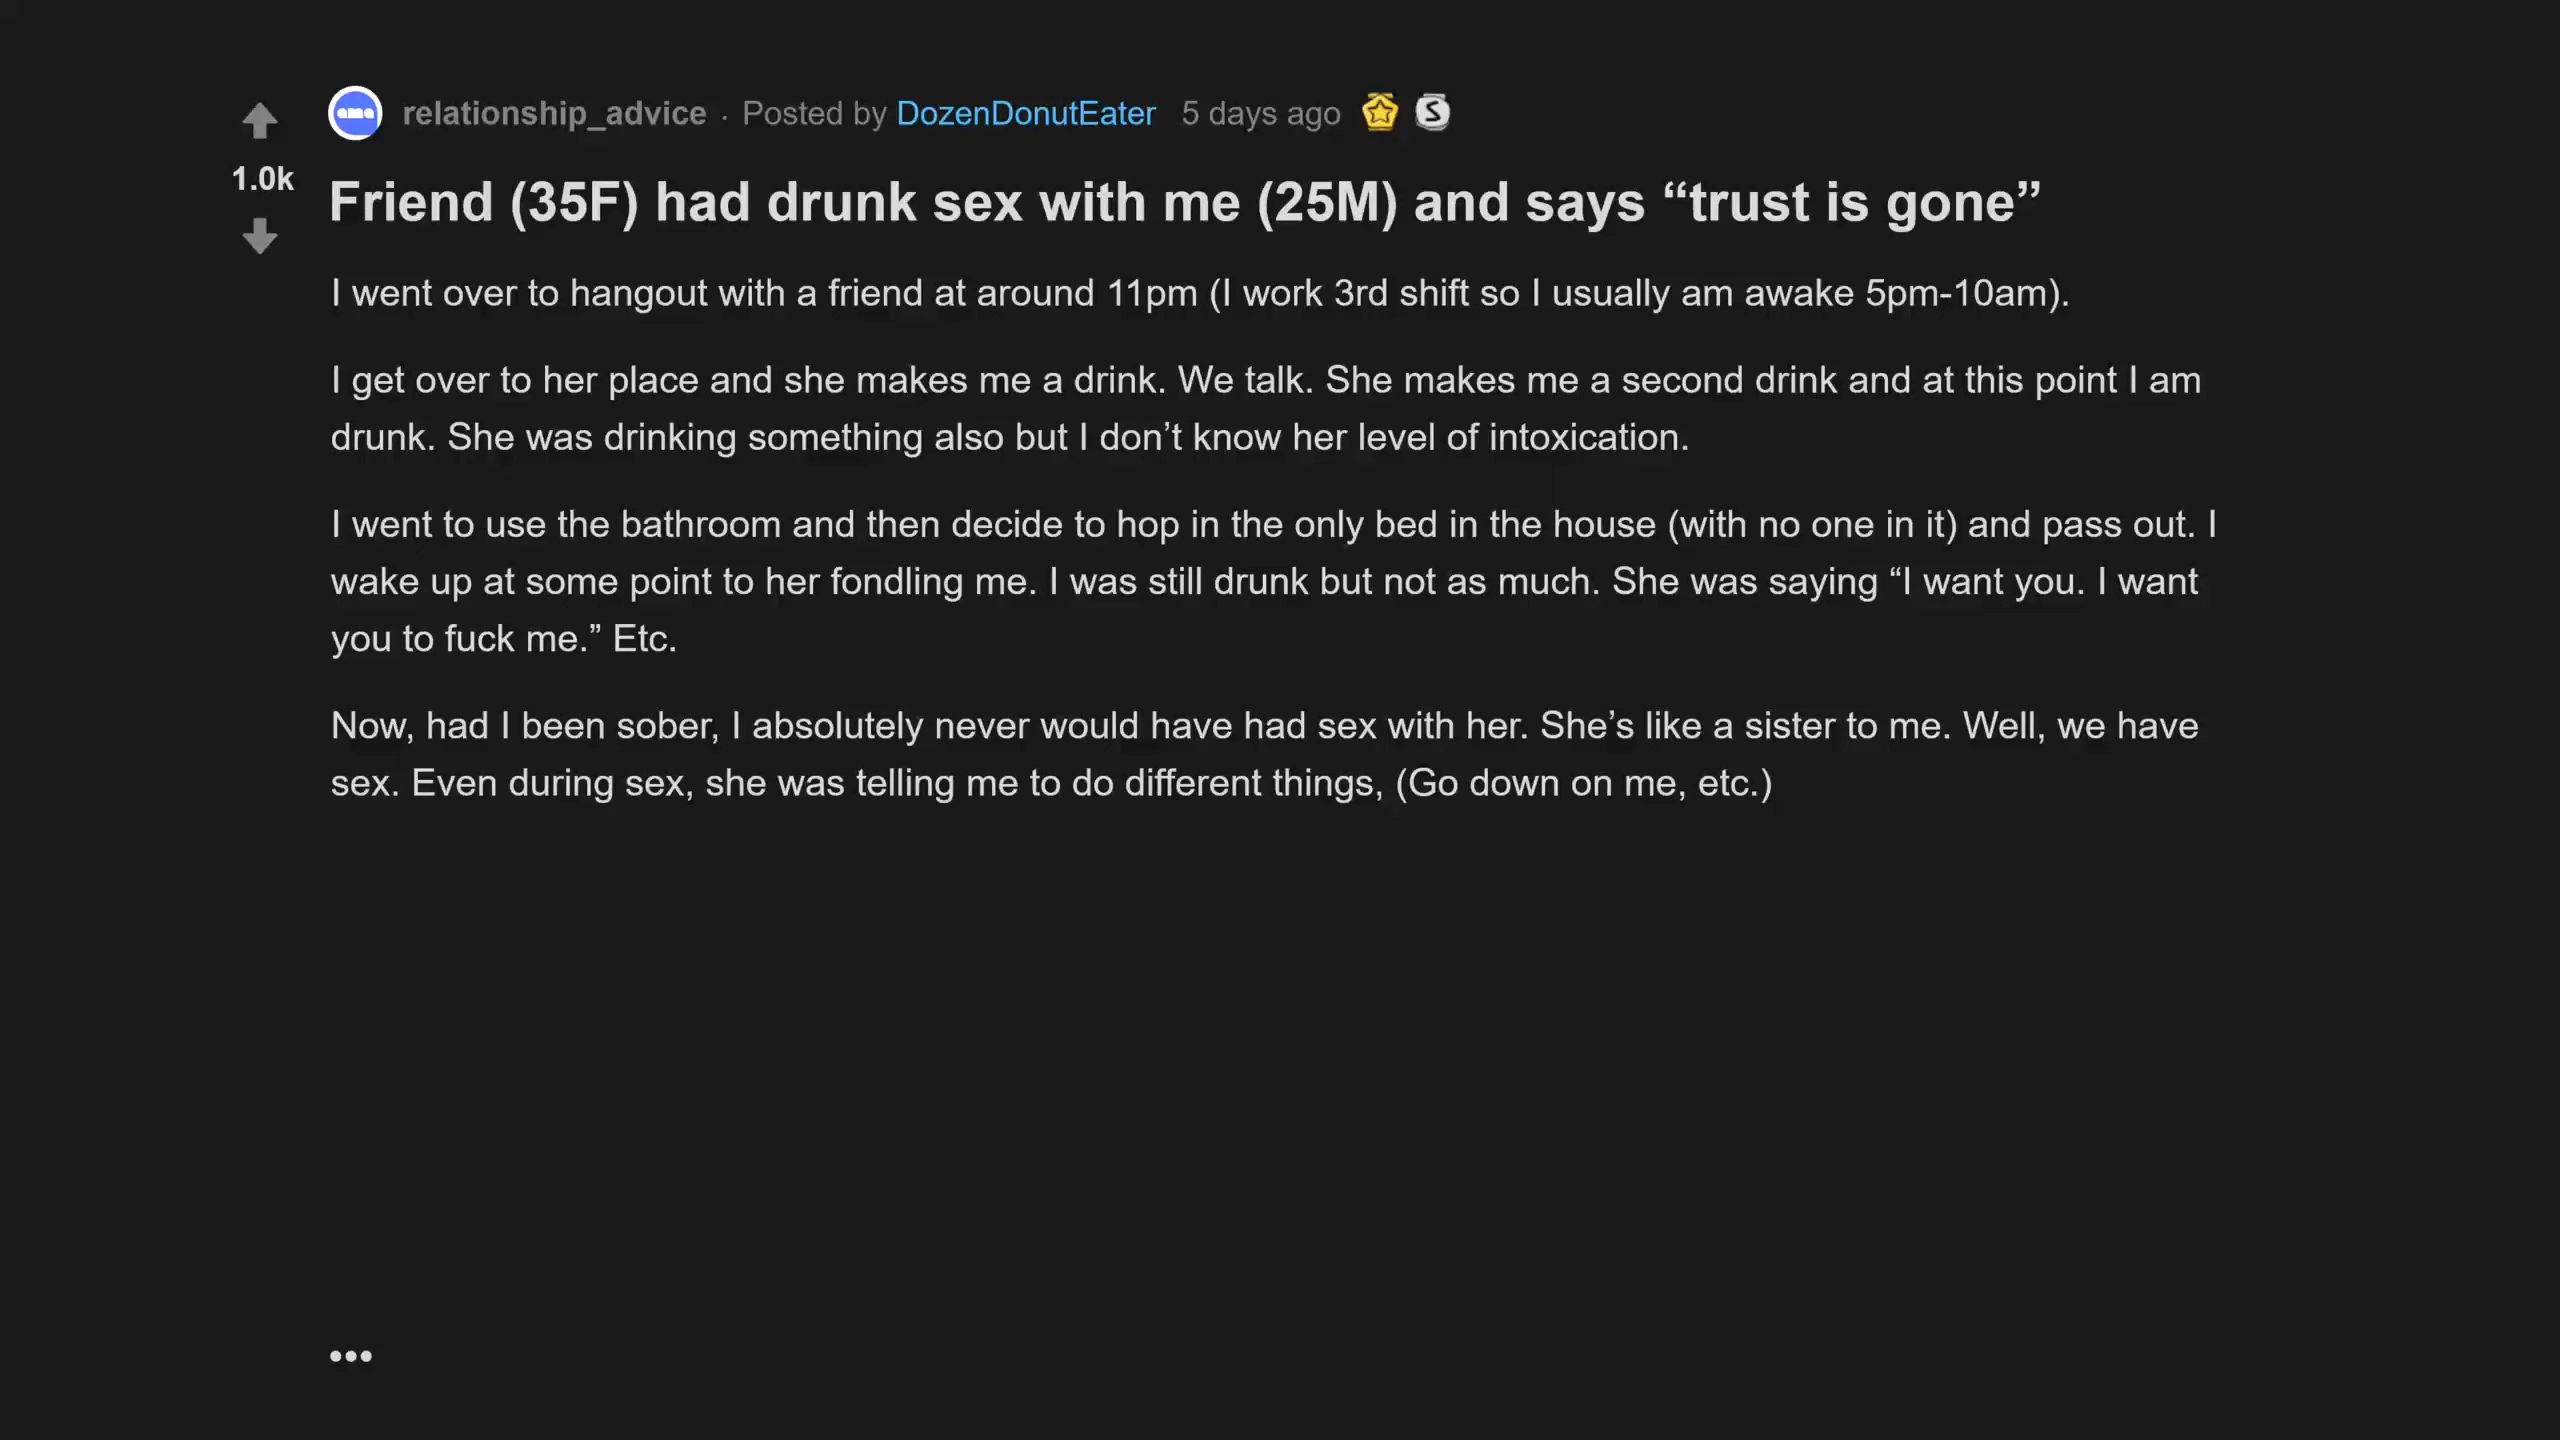 ama relationship_advice · Posted by DozenDonutEater 5 days ago S
1.0k
Friend (35F) had drunk sex with me (25M) and says “trust is gone”
I went over to hangout with a friend at around 11pm (I work 3rd shift so I usually am awake 5pm-10am).
I get over to her place and she makes me a drink. We talk. She makes me a second drink and at this point I am
drunk. She was drinking something also but I don’t know her level of intoxication.
I went to use the bathroom and then decide to hop in the only bed in the house (with no one in it) and pass out. I
wake up at some point to her fondling me. I was still drunk but not as much. She was saying “I want you. I want
you to fuck me.” Etc.
Now, had I been sober, I absolutely never would have had sex with her. She’s like a sister to me. Well, we have
sex. Even during sex, she was telling me to do different things, (Go down on me, etc.)
•••